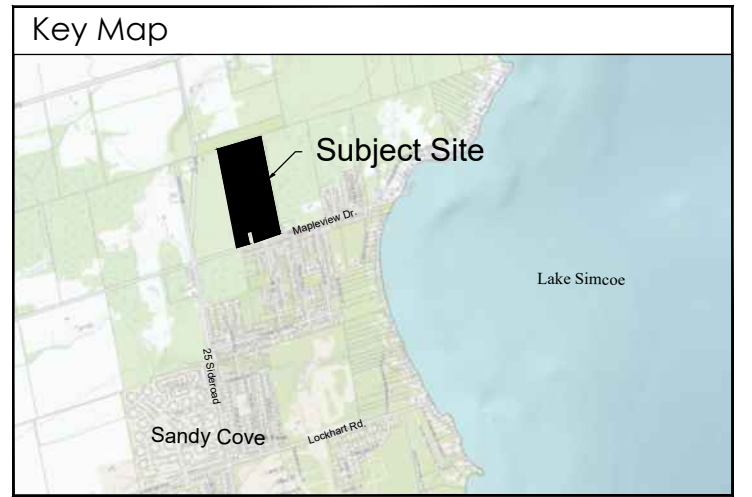 Key Map
Subject Site
Mapleview Dr.
Lake Simcoe
25 Sideroad
Sandy Cove
Lockhart Rd.